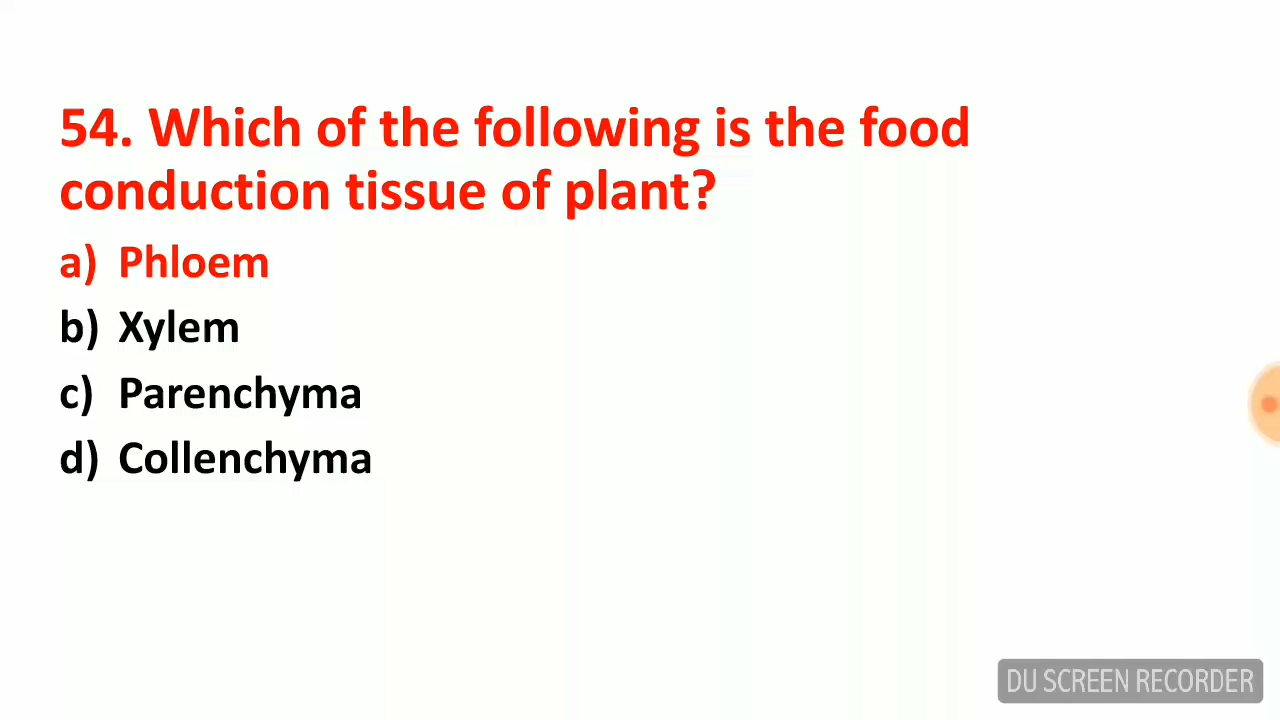 54. Which of the following is the food
conduction tissue of plant?
a) Phloem
b) Xylem
c) Parenchyma
d) Collenchyma
DU SCREEN RECORDER